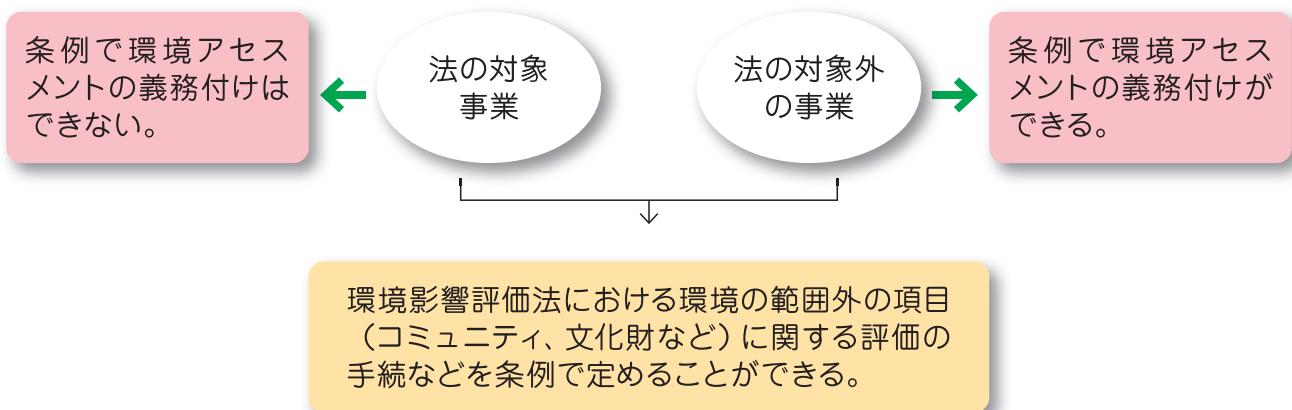 条例で環境アセス
メントの義務付けは
できない。
法の対象
事業
法の対象外
の事業
条例で環境アセス
メントの義務付けが
できる。
環境影響評価法における環境の範囲外の項目
（コミュニティ、文化財など）に関する評価の
手続などを条例で定めることができる。